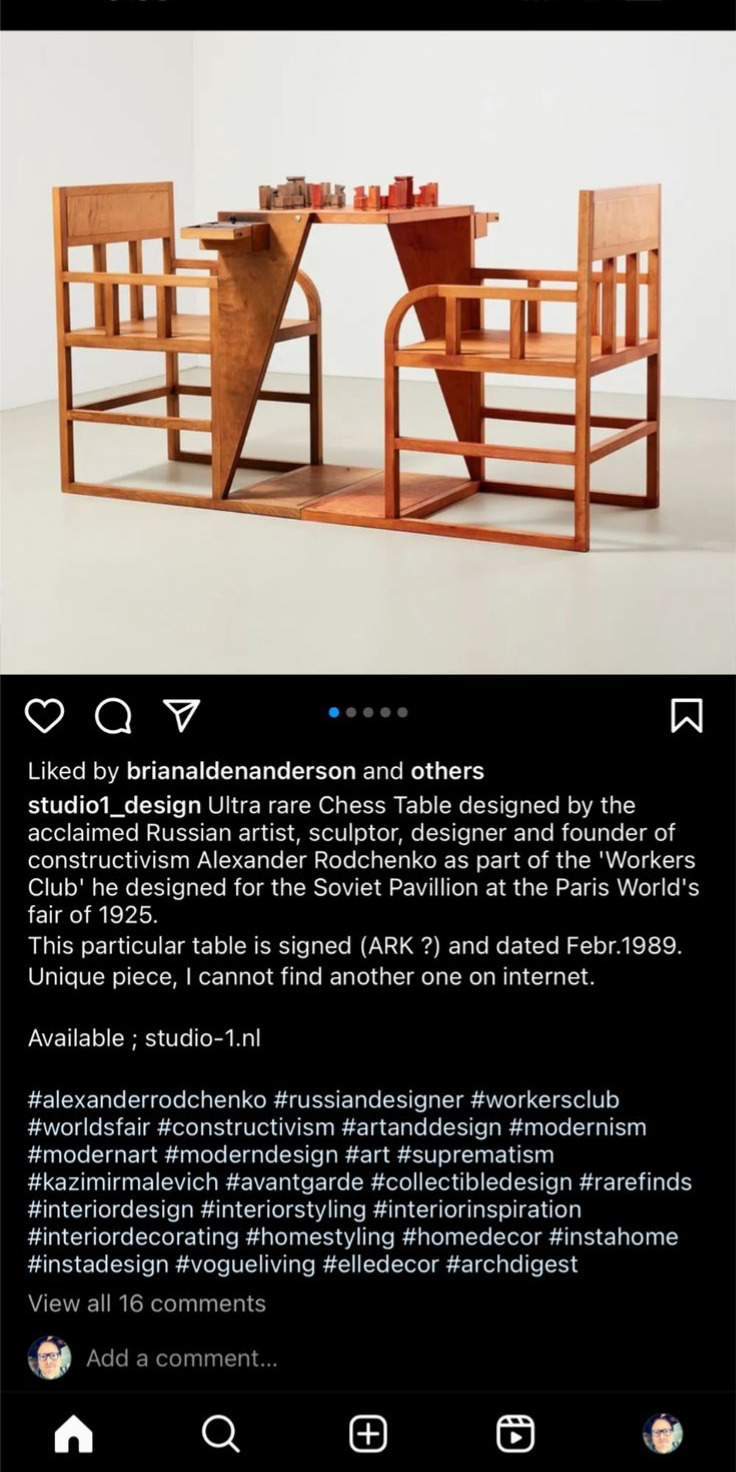 Liked by brianaldenanderson and others
studio1_design Ultra rare Chess Table designed by the
acclaimed Russian artist, sculptor, designer and founder of
constructivism Alexander Rodchenko as part of the 'Workers
Club' he designed for the Soviet Pavillion at the Paris World's
fair of 1925.
This particular table is signed (ARK ?) and dated Febr.1989.
Unique piece, I cannot find another one on internet.
Available ; studio-1.nl
#alexanderrodchenko #russiandesigner #workersclub
#worldsfair #constructivism #artanddesign #modernism
#modernart #moderndesign #art #suprematism
#kazimirmalevich #avantgarde #collectibledesign #rarefinds
#interiordesign #interiorstyling #interiorinspiration
#interiordecorating #homestyling #homedecor #instahome
#instadesign #vogueliving #elledecor #archdigest
View all 16 comments
Add a comment...